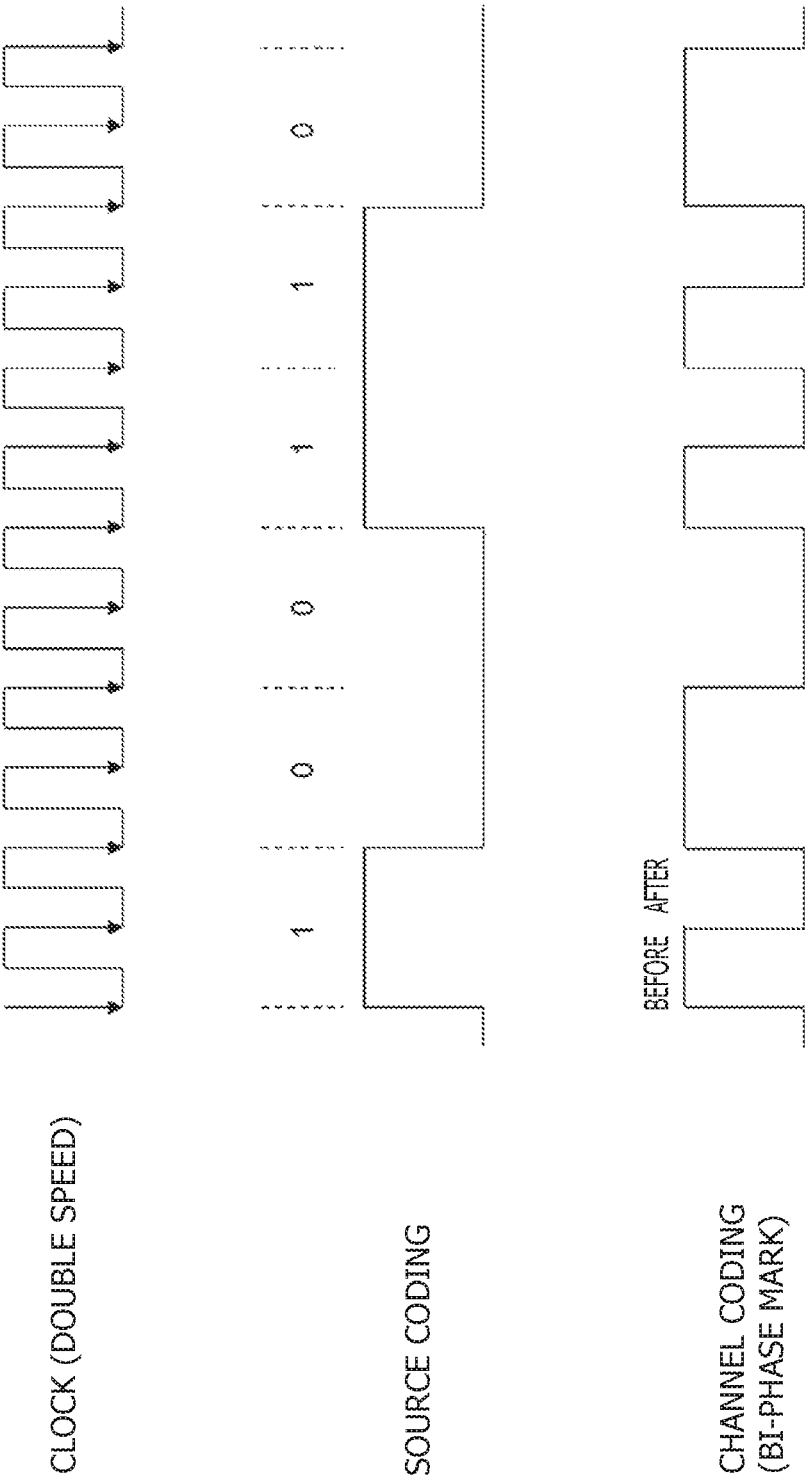 CLOCK (DOUBLE SPEED)
1 0 0 1 1 0
SOURCE CODING
BEFORE AFTER
CHANNEL CODING
(BI-PHASE MARK)